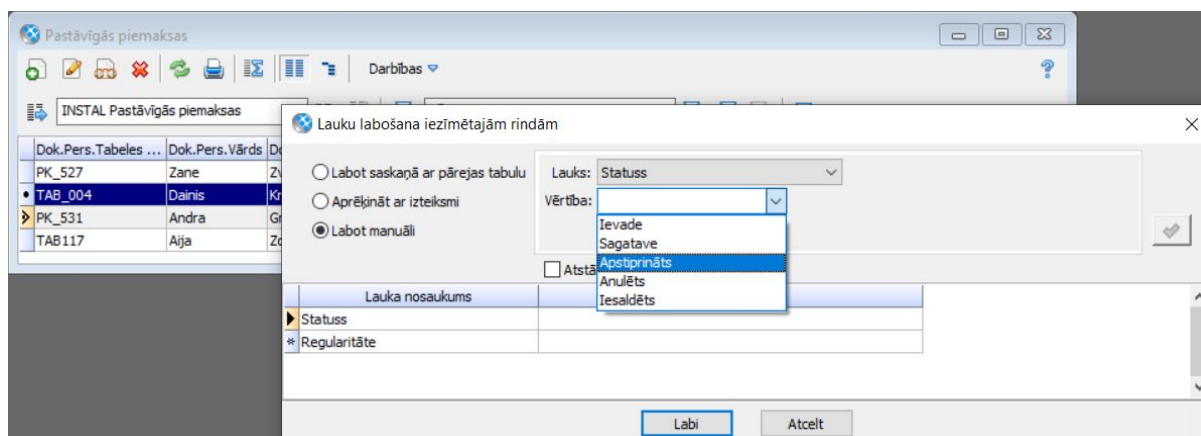 Pastāvīgās piemaksas
Darbības
INSTAL Pastāvīgās piemaksas
Lauku labošana iezīmētajām rindām
Dok.Pers.Tabeles ... Dok.Pers.Vārds
PK_527 Zane
TAB_004 Dainis
PK_531 Andra
TAB117 Aija
Labot saskaņā ar pārejas tabulu
Aprēķināt ar izteiksmi
Labot manuāli
Lauks: Statuss
Vērtība:
Ievade
Sagatave
Apstiprināts
Anulēts
Iesaldēts
Atstā
Lauka nosaukums
Statuss
Regularitāte
Labi Atcelt